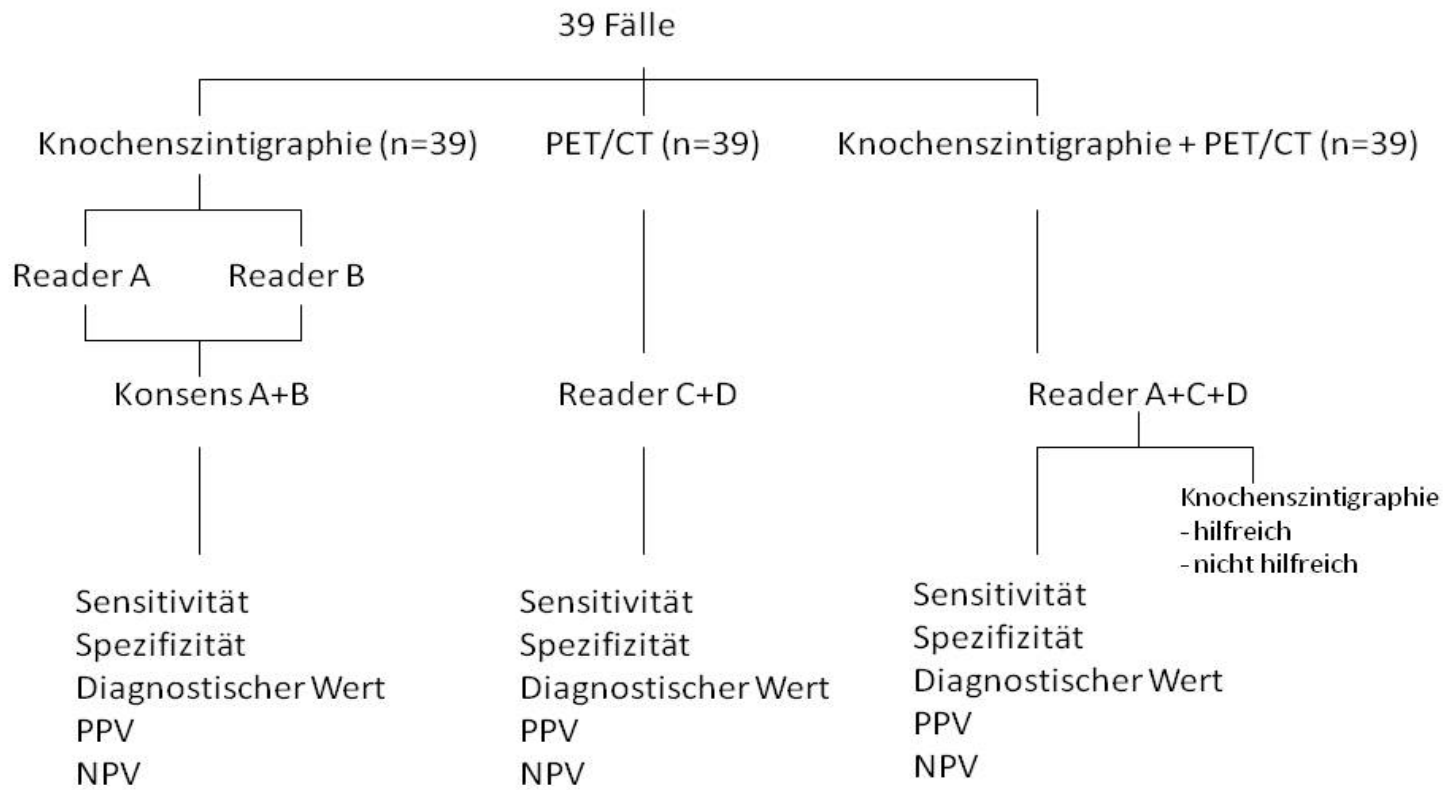 39 Fälle
Knochenszintigraphie (n=39)
PET/CT (n=39)
Knochenszintigraphie + PET/CT (n=39)
Reader A
Reader B
Konsens A+B
Reader C+D
Reader A+C+D
Knochenszintigraphie
- hilfreich
- nicht hilfreich
Sensitivität
Spezifizität
Diagnostischer Wert
PPV
NPV
Sensitivität
Spezifizität
Diagnostischer Wert
PPV
NPV
Sensitivität
Spezifizität
Diagnostischer Wert
PPV
NPV